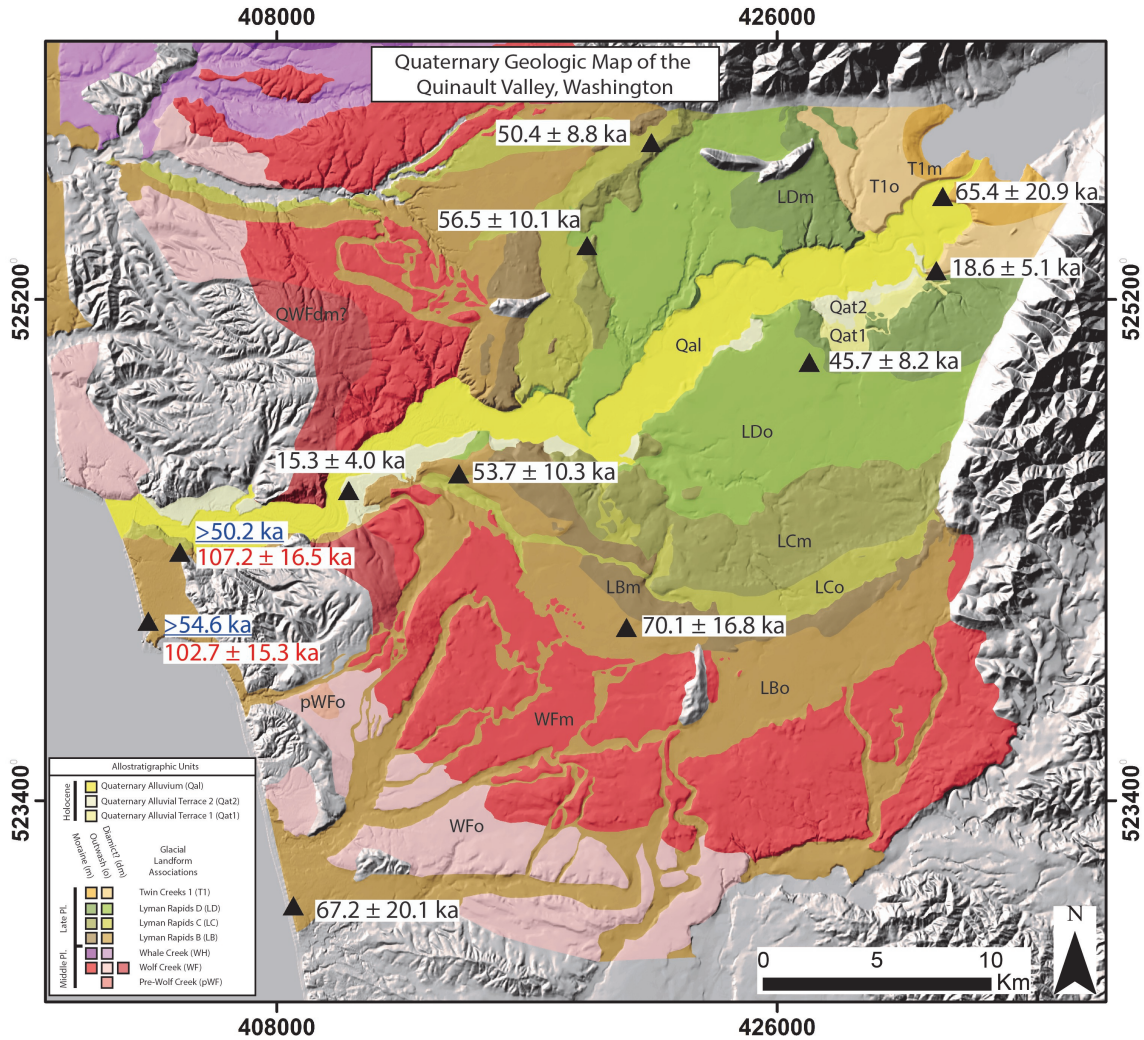 408000
426000
Quaternary Geologic Map of the
Quinault Valley, Washington
50.4 ± 8.8 ka
T1m
T1o
LDm
65.4 ± 20.9 ka
56.5 ± 10.1 ka
18.6 ± 5.1 ka
525200°
525200°
QWFdm?
Qat2
Qat1
Qal
45.7 ± 8.2 ka
LDo
15.3 ± 4.0 ka
53.7 ± 10.3 ka
>50.2 ka
107.2 ± 16.5 ka
LCm
LBm
LCo
>54.6 ka
102.7 ± 15.3 ka
70.1 ± 16.8 ka
LBo
pWFo
WFm
WFo
523400°
523400°
67.2 ± 20.1 ka
Allostratigraphic Units
Holocene
Quaternary Alluvium (Qal)
Quaternary Alluvial Terrace 2 (Qat2)
Quaternary Alluvial Terrace 1 (Qat1)
Moraine (m)
Outwash (o)
Diamict? (dm)
Glacial
Landform
Associations
Late Pl.
Twin Creeks 1 (T1)
Lyman Rapids D (LD)
Lyman Rapids C (LC)
Lyman Rapids B (LB)
Middle Pl.
Whale Creek (WH)
Wolf Creek (WF)
Pre-Wolf Creek (pWF)
N
0 5 10
Km
408000
426000